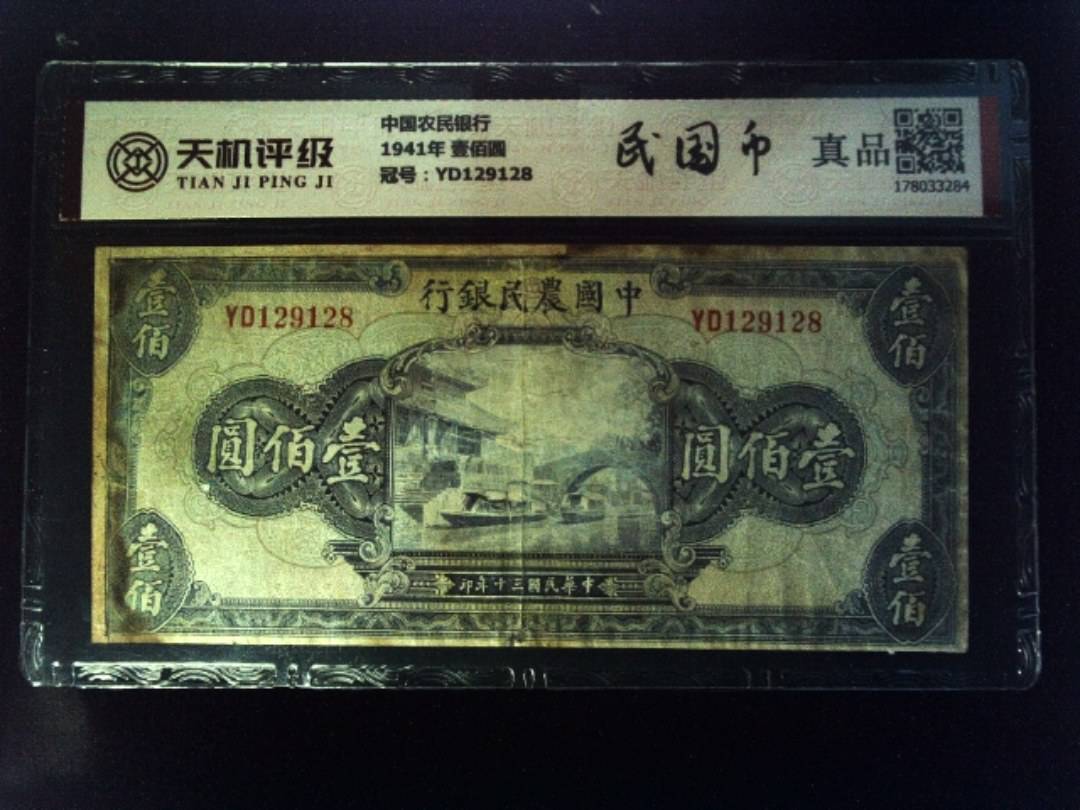 天机评级
TIAN JI PING JI
中国农民银行
1941年 壹佰圆
冠号：YD129128
民国币
真品
178033284
行銀民農國中
YD129128
YD129128
壹佰
壹佰
圓佰壹
圓佰壹
壹佰
壹佰
印年十三國民華中